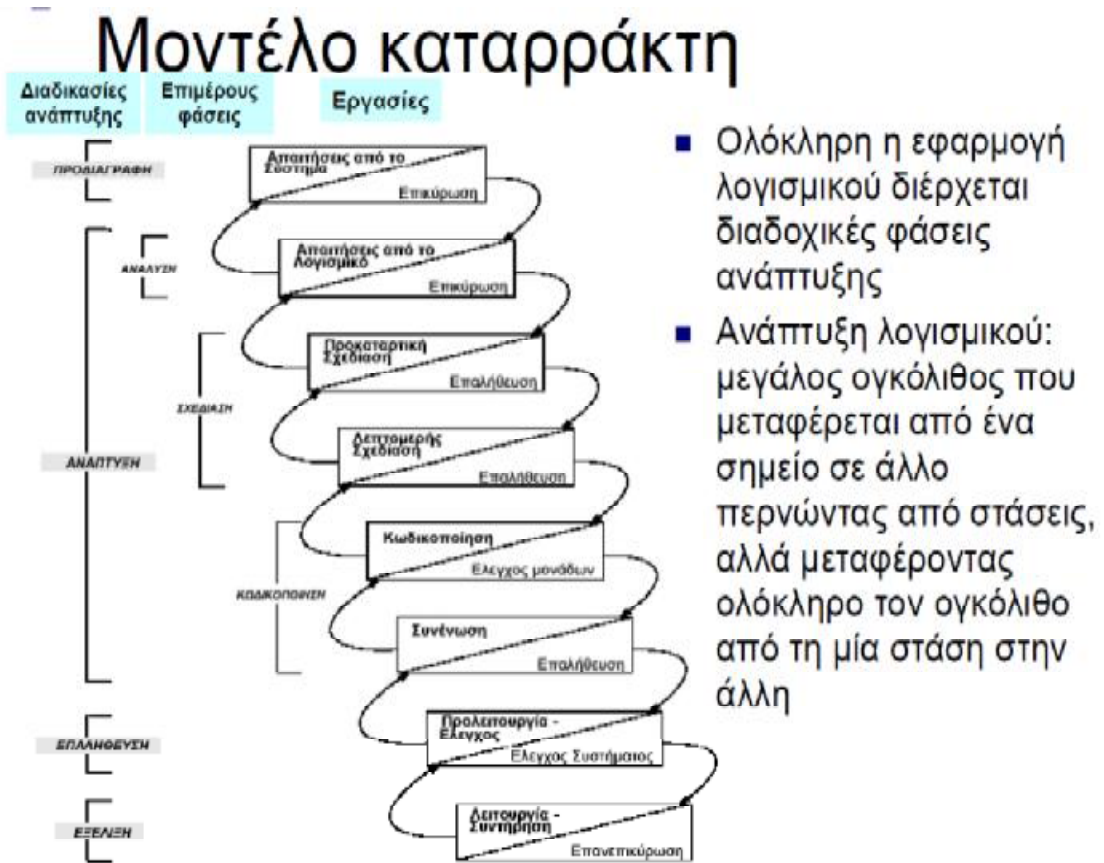 Μοντέλο καταρράκτη
Διαδικασίες
ανάπτυξης
Επιμέρους
φάσεις
Εργασίες
ΠΡΟΔΙΑΓΡΑΦΗ
Απαιτήσεις από το
Σύστημα
Επικύρωση
ΑΝΑΛΥΣΗ
Απαιτήσεις από το
Λογισμικό
Επικύρωση
Προκαταρτική
Σχεδίαση
Επαλήθευση
ΣΧΕΔΙΑΣΗ
ΑΝΑΠΤΥΞΗ
Λεπτομερής
Σχεδίαση
Επαλήθευση
Κωδικοποίηση
Ελεγχος μονάδων
ΚΩΔΙΚΟΠΟΙΗΣΗ
Συνένωση
Επαλήθευση
ΕΠΑΛΗΘΕΥΣΗ
Προλειτουργία -
Ελεγχος
Ελεγχος Συστήματος
ΕΞΕΛΙΞΗ
Λειτουργία -
Συντήρηση
Επανεπικύρωση
Ολόκληρη η εφαρμογή
λογισμικού διέρχεται
διαδοχικές φάσεις
ανάπτυξης
Ανάπτυξη λογισμικού:
μεγάλος ογκόλιθος που
μεταφέρεται από ένα
σημείο σε άλλο
περνώντας από στάσεις,
αλλά μεταφέροντας
ολόκληρο τον ογκόλιθο
από τη μία στάση στην
άλλη